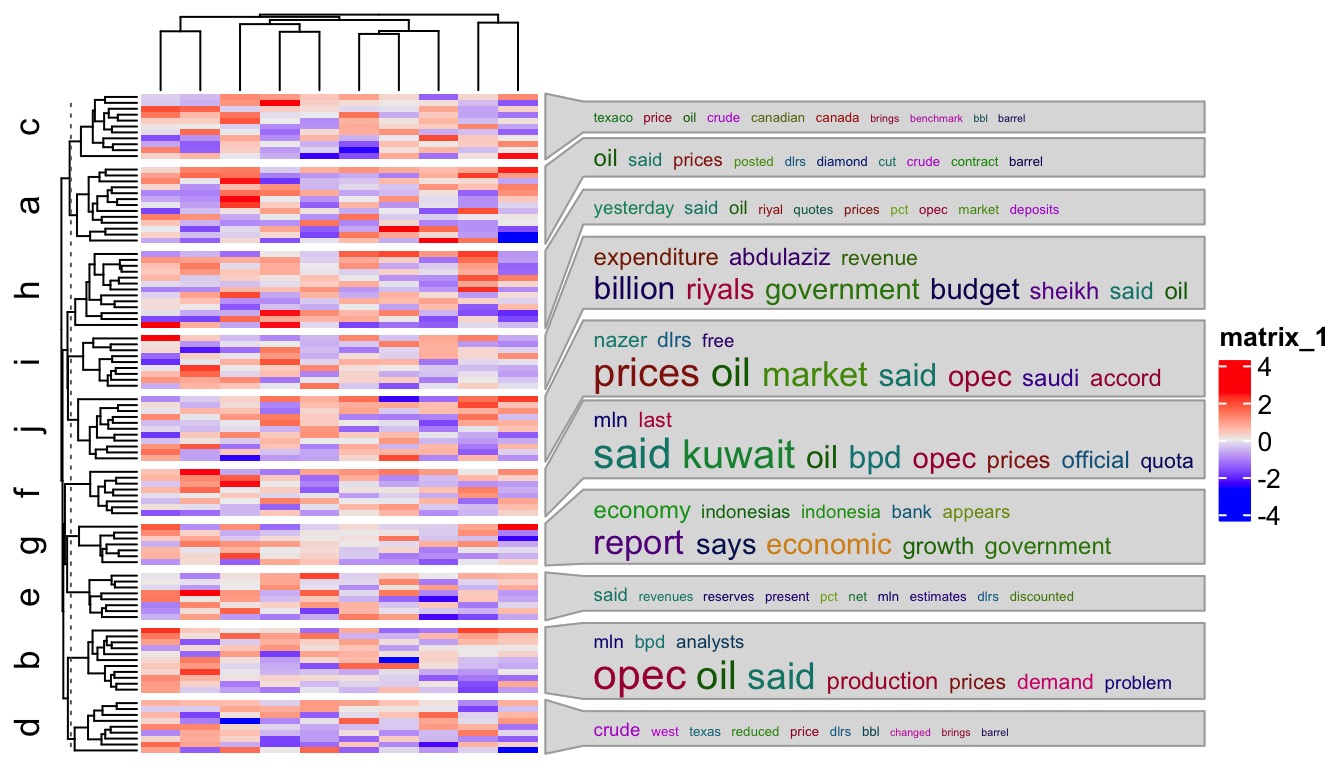 c
texaco price oil crude canadian canada brings benchmark bbl barrel
a
oil said prices posted dlrs diamond cut crude contract barrel
h
yesterday said oil riyal quotes prices pct opec market deposits
i
expenditure abdulaziz revenue
billion riyals government budget sheikh said oil
j
nazer dlrs free
prices oil market said opec saudi accord
f
mln last
said kuwait oil bpd opec prices official quota
g
economy indonesias indonesia bank appears
report says economic growth government
e
said revenues reserves present pct net mln estimates dlrs discounted
b
mln bpd analysts
opec oil said production prices demand problem
d
crude west texas reduced price dlrs bbl changed brings barrel
matrix_1
4
2
0
-2
-4